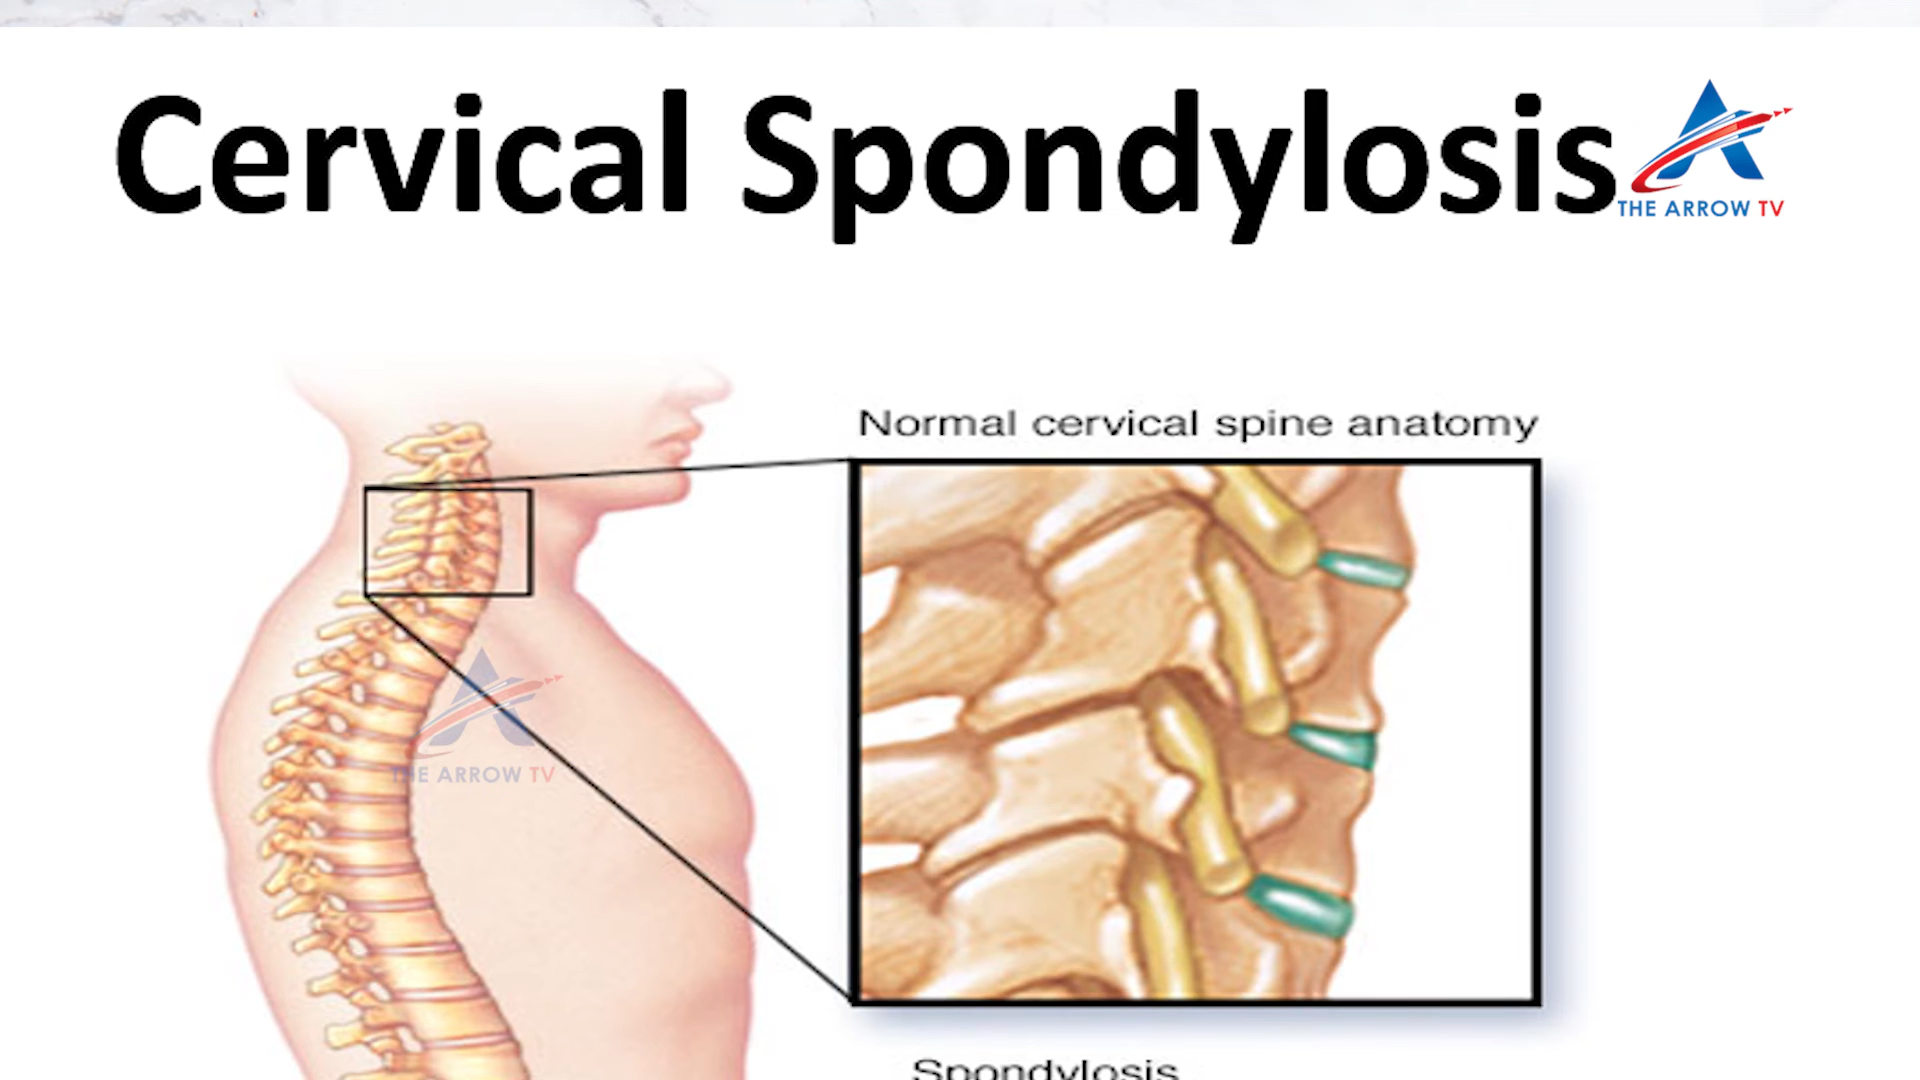 Cervical Spondylosis
THE ARROW TV
Normal cervical spine anatomy
THE ARROW TV
Spondylosis